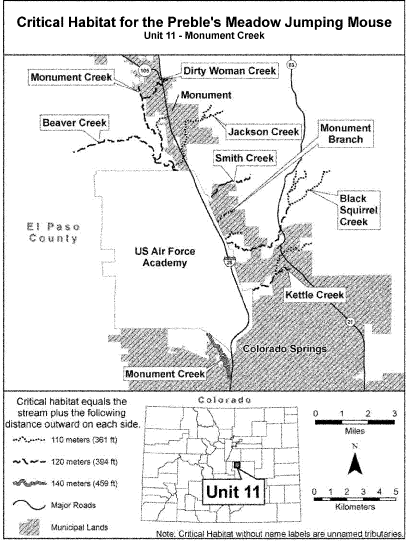 Critical Habitat for the Preble's Meadow Jumping Mouse
Unit 11 - Monument Creek
105
83
Monument Creek
Dirty Woman Creek
Monument
Beaver Creek
Jackson Creek
Monument
Branch
Smith Creek
Black
Squirrel
Creek
El Paso
County
US Air Force
Academy
25
Kettle Creek
21
Colorado Springs
Monument Creek
Critical habitat equals the
stream plus the following
distance outward on each side.
110 meters (361 ft)
120 meters (394 ft)
140 meters (459 ft)
Major Roads
Municipal Lands
Colorado
Unit 11
0 1 2 3
Miles
N
0 1 2 3 4 5
Kilometers
Note: Critical Habitat without name labels are unnamed tributaries.